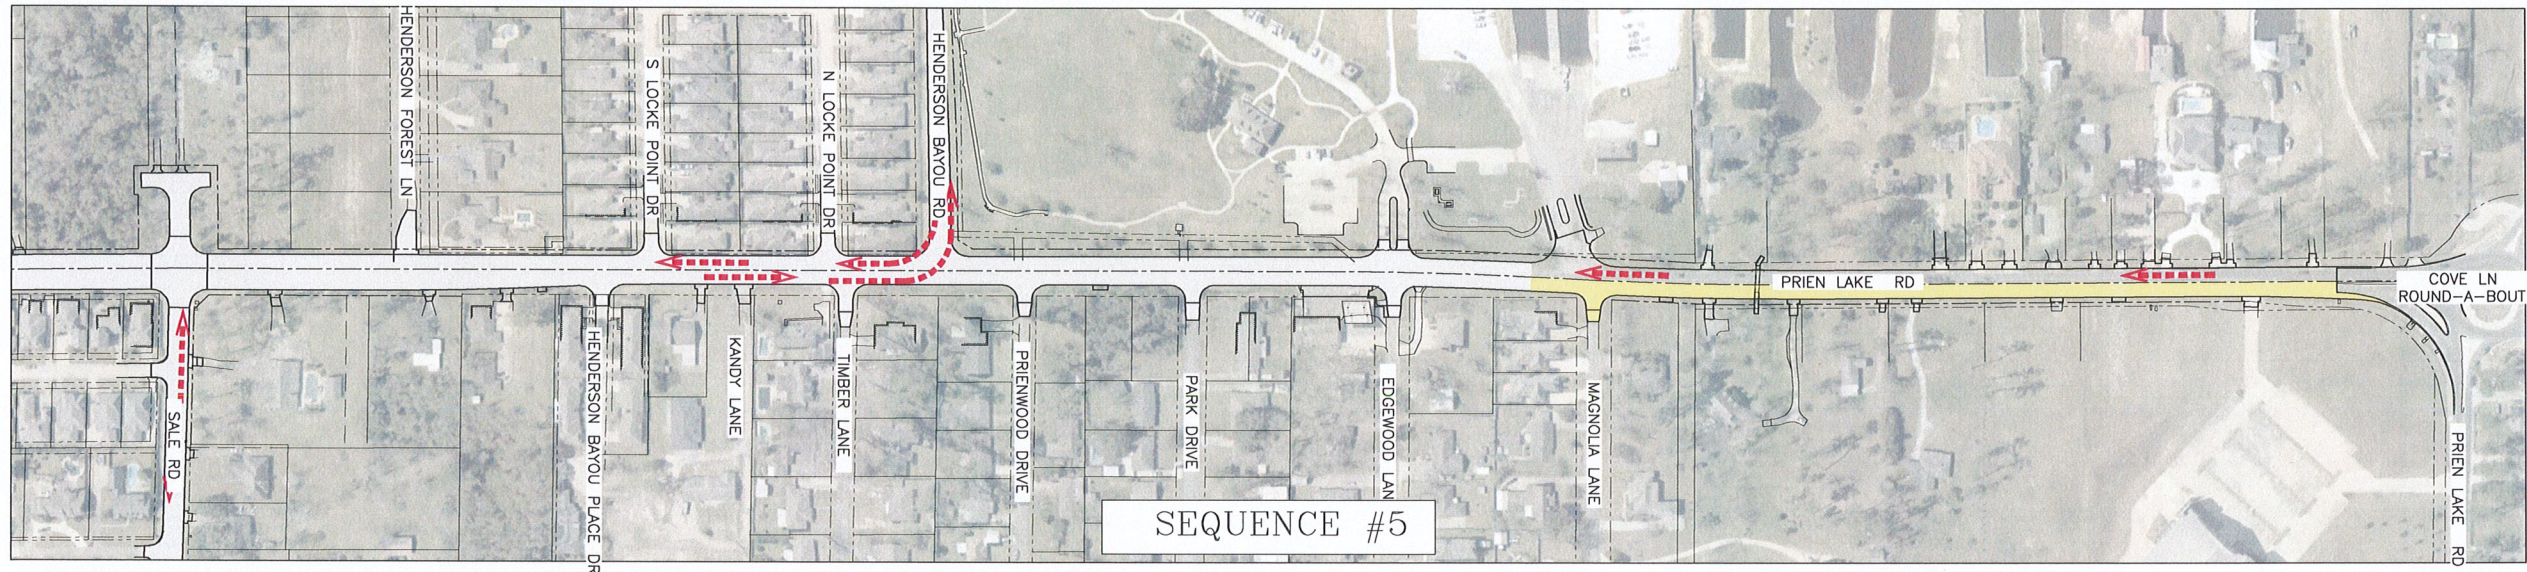 HENDERSON FOREST LN
S LOCKE POINT DR
N LOCKE POINT DR
HENDERSON BAYOU RD
PRIEN LAKE RD
COVE LN
ROUND-A-BOUT
SALE RD
HENDERSON BAYOU PLACE DR
KANDY LANE
TIMBER LANE
PRIENWOOD DRIVE
PARK DRIVE
EDGEWOOD LAN
MAGNOLIA LANE
PRIEN LAKE RD
SEQUENCE #5